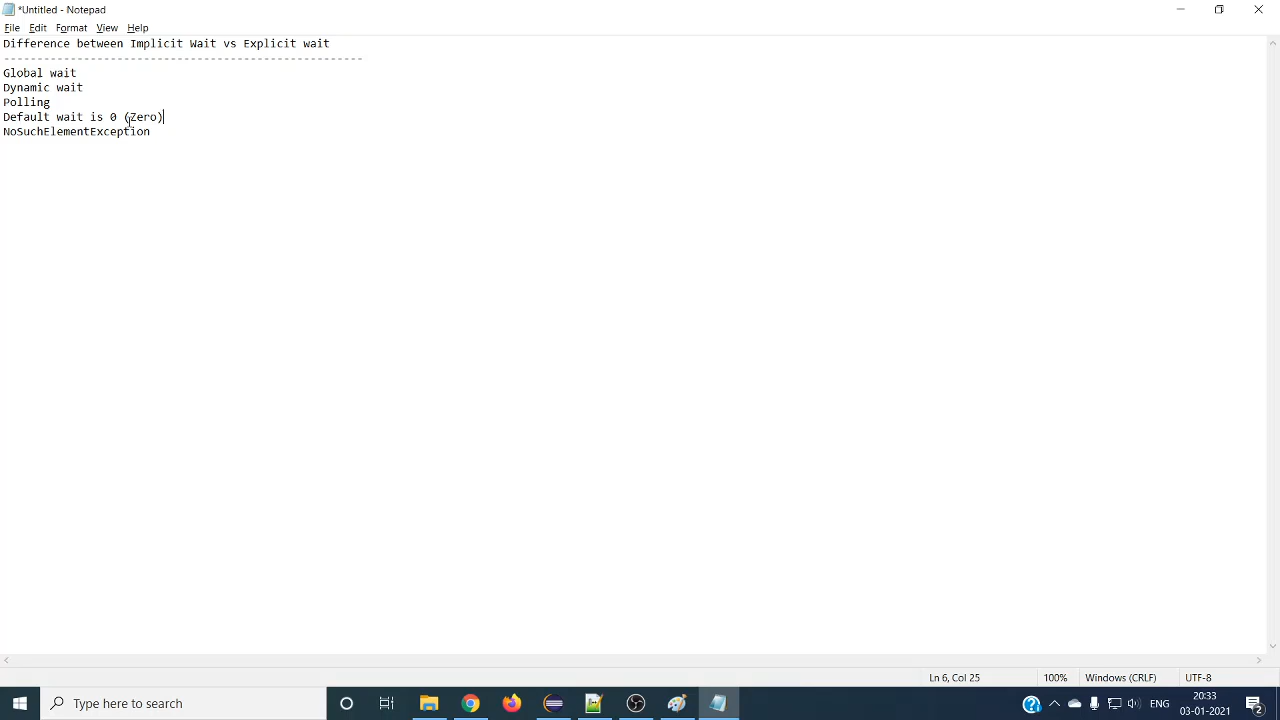 *Untitled - Notepad
File Edit Format View Help
Difference between Implicit Wait vs Explicit wait
------------------------------------------------------
Global wait
Dynamic wait
Polling
Default wait is 0 (Zero)
NoSuchElementException
Ln 6, Col 25 100% Windows (CRLF) UTF-8
Type here to search
ENG
20:33
03-01-2021
2